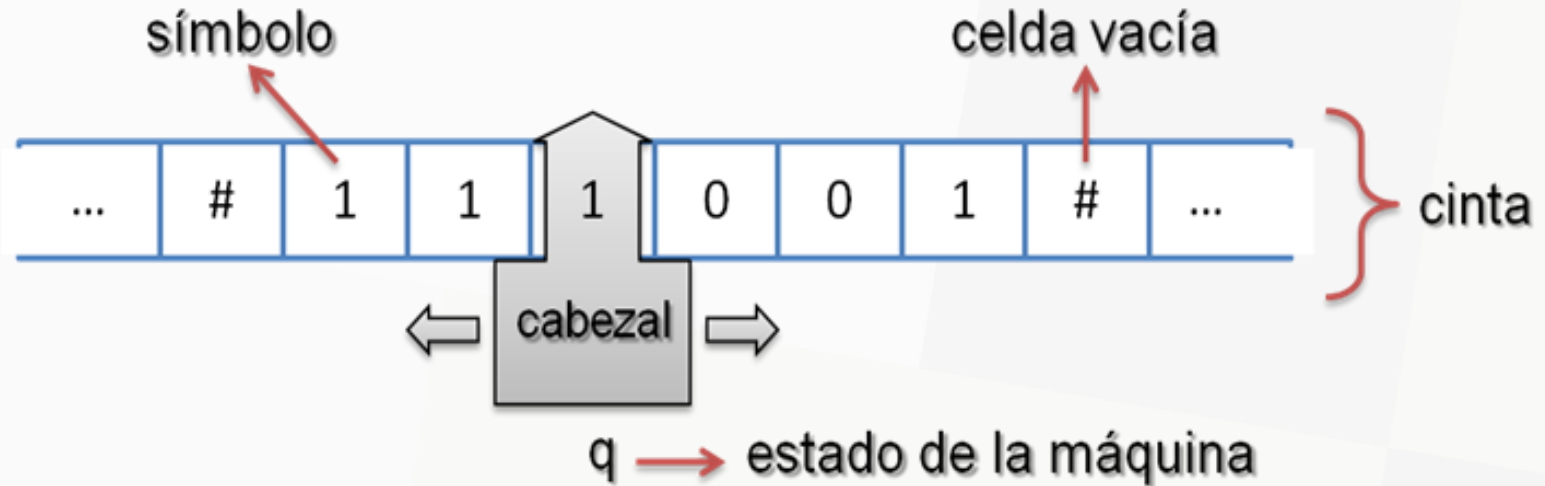 símbolo
celda vacía
... # 1 1 1 0 0 1 # ...
cinta
cabezal
q estado de la máquina